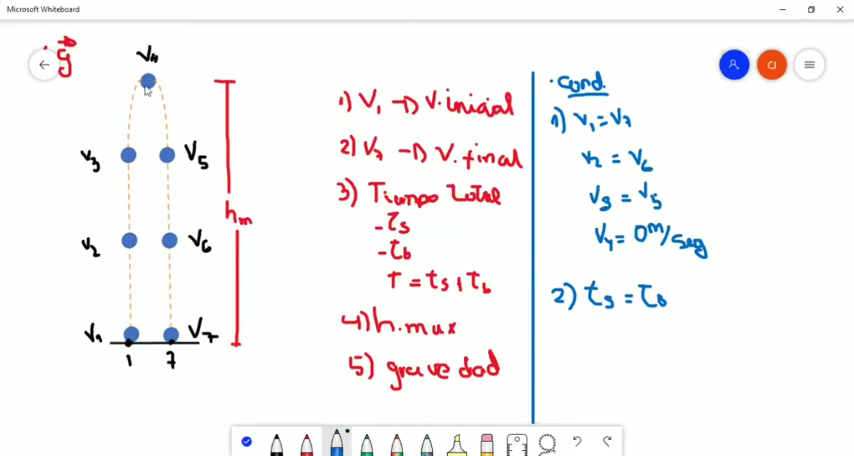 Microsoft Whiteboard
g
V4
V3
V5
hm
V2
V6
V1
V7
1
7
1) V1 → V. inicial
2) V7 → V. final
3) Tiempo total
- ts
- tb
T = ts + tb
4) h. max
5) gravedad
· Cond.
1) V1 = V7
V2 = V6
V3 = V5
V4 = 0 m/seg
2) ts = tb